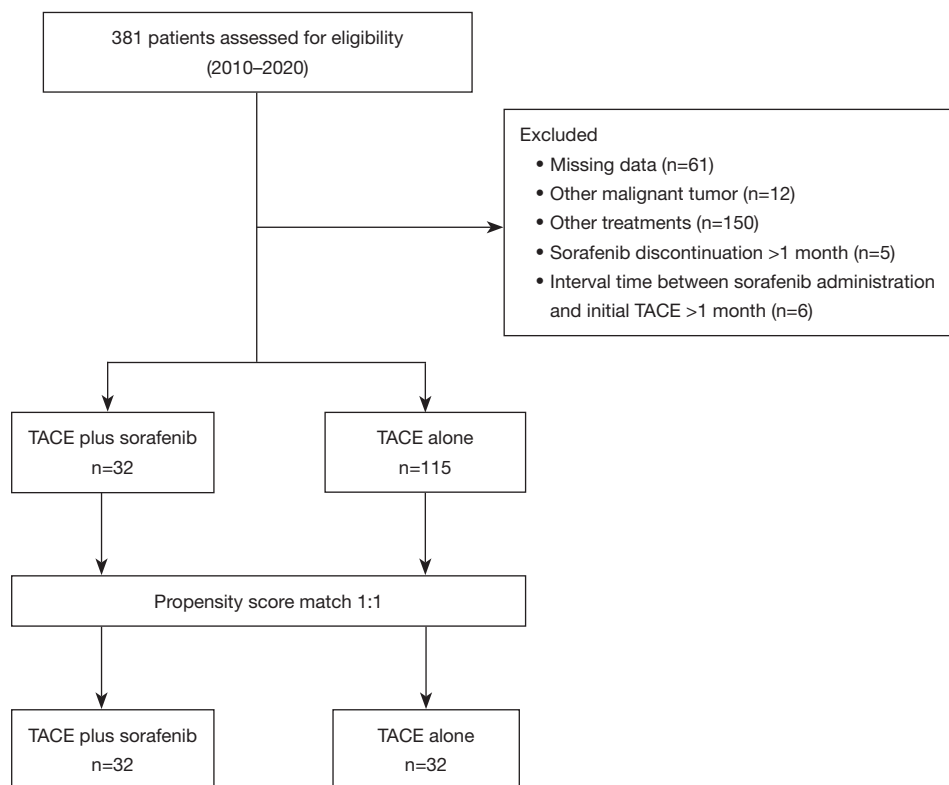 381 patients assessed for eligibility
(2010–2020)
Excluded
• Missing data (n=61)
• Other malignant tumor (n=12)
• Other treatments (n=150)
• Sorafenib discontinuation >1 month (n=5)
• Interval time between sorafenib administration
and initial TACE >1 month (n=6)
TACE plus sorafenib
n=32
TACE alone
n=115
Propensity score match 1:1
TACE plus sorafenib
n=32
TACE alone
n=32